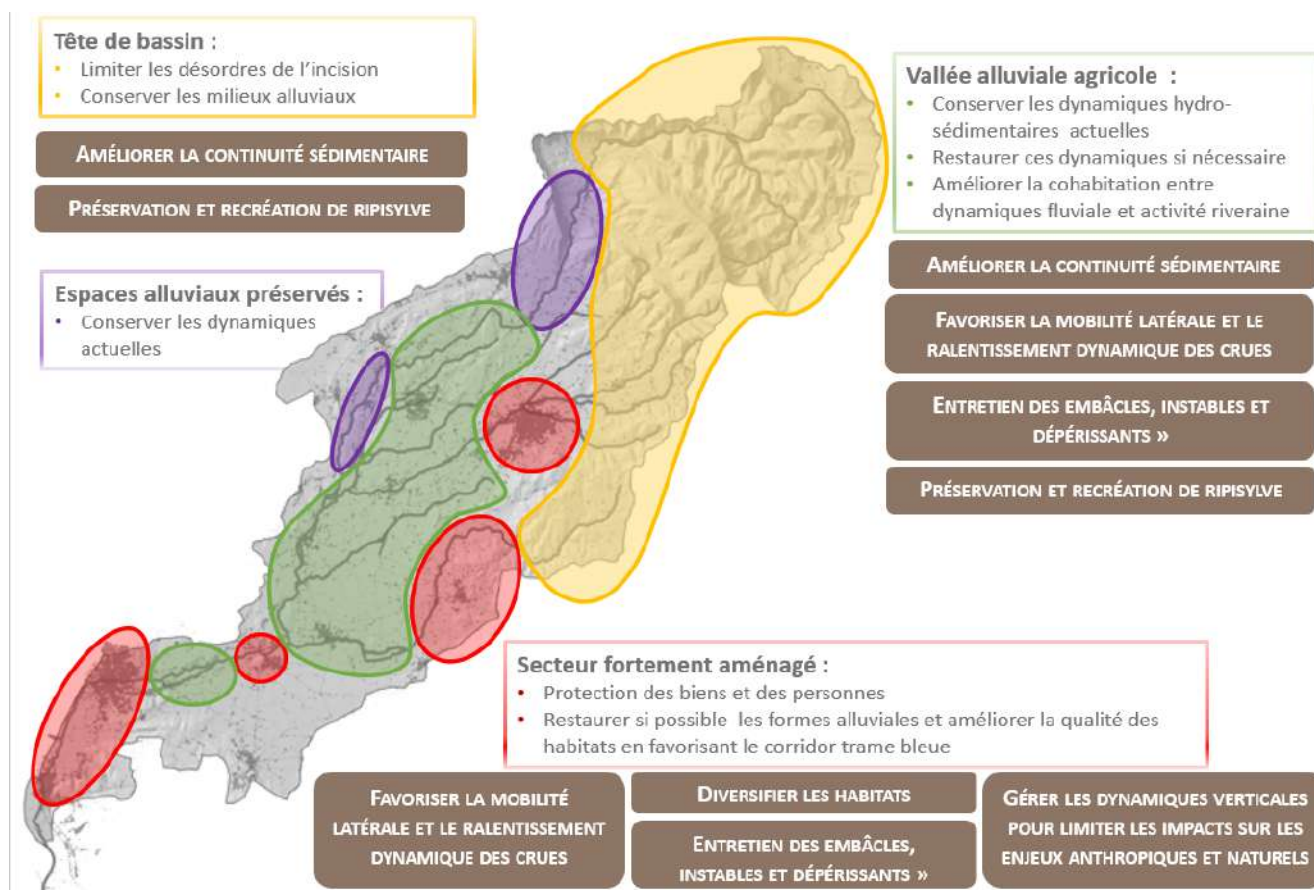 Tête de bassin :
• Limiter les désordres de l'incision
• Conserver les milieux alluviaux
AMÉLIORER LA CONTINUITÉ SÉDIMENTAIRE
PRÉSERVATION ET RECRÉATION DE RIPISYLVE
Espaces alluviaux préservés :
• Conserver les dynamiques
actuelles
Vallée alluviale agricole :
• Conserver les dynamiques hydro-
sédimentaires actuelles
• Restaurer ces dynamiques si nécessaire
• Améliorer la cohabitation entre
dynamiques fluviale et activité riveraine
AMÉLIORER LA CONTINUITÉ SÉDIMENTAIRE
FAVORISER LA MOBILITÉ LATÉRALE ET LE
RALENTISSEMENT DYNAMIQUE DES CRUES
ENTRETIEN DES EMBÂCLES, INSTABLES ET
DÉPÉRISSANTS »
PRÉSERVATION ET RECRÉATION DE RIPISYLVE
Secteur fortement aménagé :
• Protection des biens et des personnes
• Restaurer si possible les formes alluviales et améliorer la qualité des
habitats en favorisant le corridor trame bleue
FAVORISER LA MOBILITÉ
LATÉRALE ET LE RALENTISSEMENT
DYNAMIQUE DES CRUES
DIVERSIFIER LES HABITATS
ENTRETIEN DES EMBÂCLES,
INSTABLES ET DÉPÉRISSANTS »
GÉRER LES DYNAMIQUES VERTICALES
POUR LIMITER LES IMPACTS SUR LES
ENJEUX ANTHROPIQUES ET NATURELS